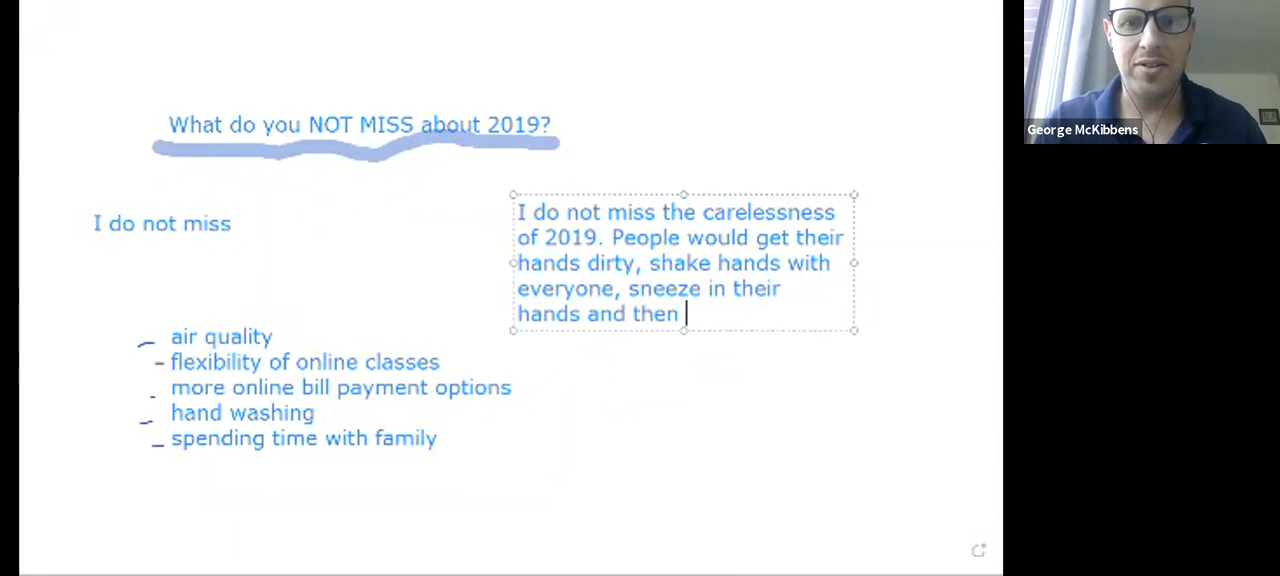 What do you NOT MISS about 2019?
I do not miss
I do not miss the carelessness
of 2019. People would get their
hands dirty, shake hands with
everyone, sneeze in their
hands and then
- air quality
- flexibility of online classes
- more online bill payment options
- hand washing
- spending time with family
George McKibbens